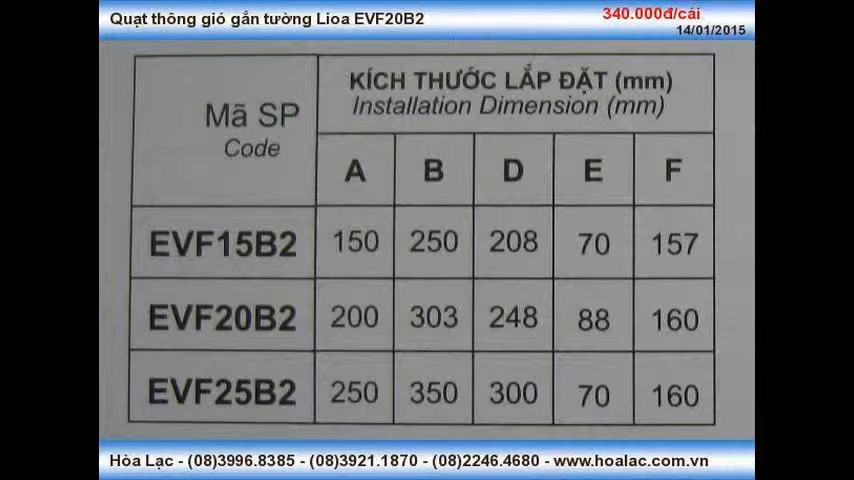 Quạt thông gió gắn tường Lioa EVF20B2
340.000đ/cái
14/01/2015
Mã SP
Code
KÍCH THƯỚC LẮP ĐẶT (mm)
Installation Dimension (mm)
A B D E F
EVF15B2 150 250 208 70 157
EVF20B2 200 303 248 88 160
EVF25B2 250 350 300 70 160
Hòa Lạc - (08)3996.8385 - (08)3921.1870 - (08)2246.4680 - www.hoalac.com.vn